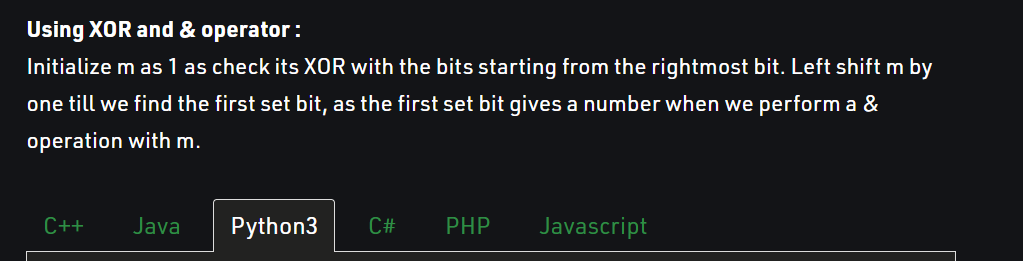 Using XOR and & operator :
Initialize m as 1 as check its XOR with the bits starting from the rightmost bit. Left shift m by
one till we find the first set bit, as the first set bit gives a number when we perform a &
operation with m.
C++ Java Python3 C# PHP Javascript